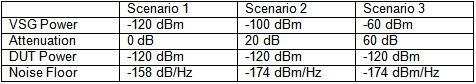 Scenario 1 Scenario 2 Scenario 3
VSG Power -120 dBm -100 dBm -60 dBm
Attenuation 0 dB 20 dB 60 dB
DUT Power -120 dBm -120 dBm -120 dBm
Noise Floor -158 dB/Hz -174 dBm/Hz -174 dBm/Hz